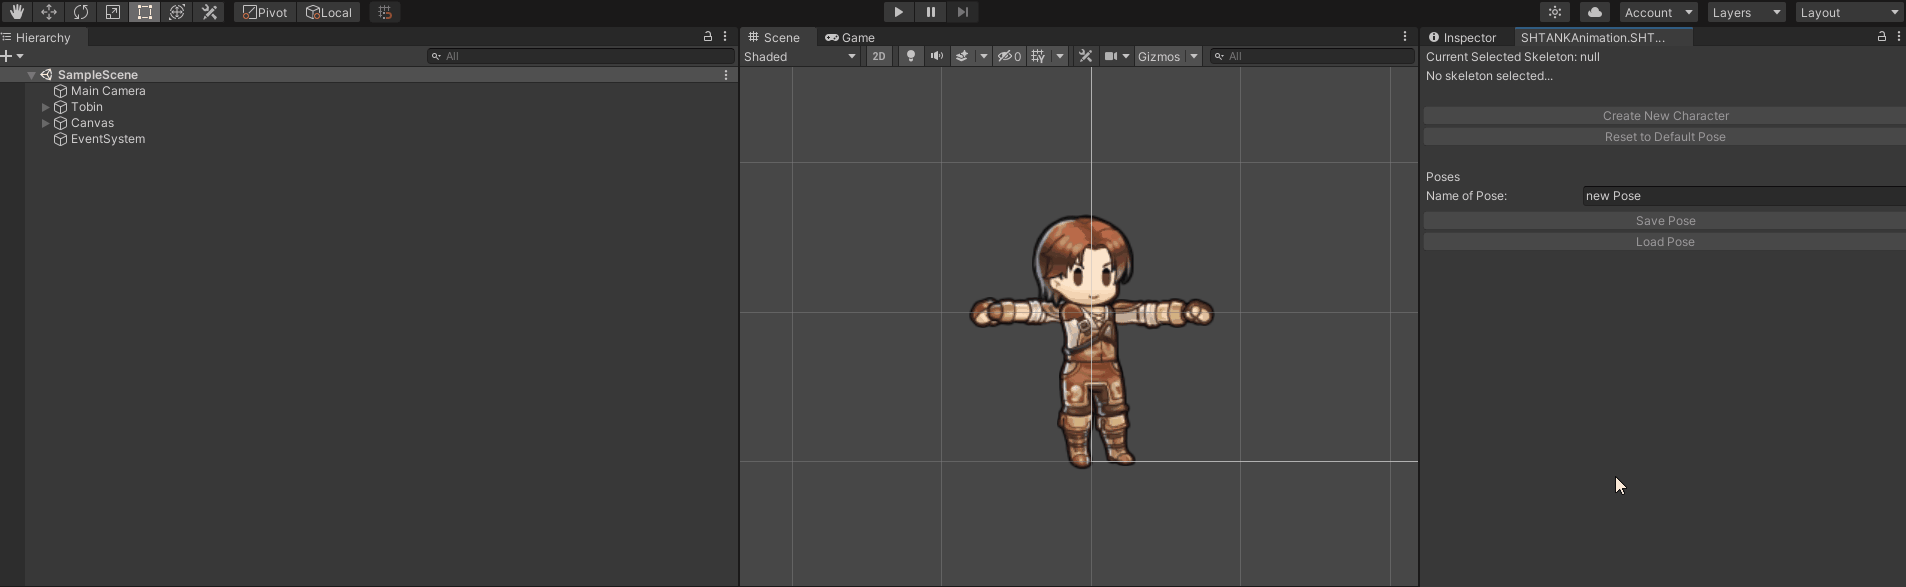 Pivot Local Account Layers Layout
Hierarchy
All
SampleScene
Main Camera
Tobin
Canvas
EventSystem
Scene Game
Shaded 2D 0 Gizmos All
Inspector SHTANKAnimation.SHT...
Current Selected Skeleton: null
No skeleton selected...
Create New Character
Reset to Default Pose
Poses
Name of Pose: new Pose
Save Pose
Load Pose